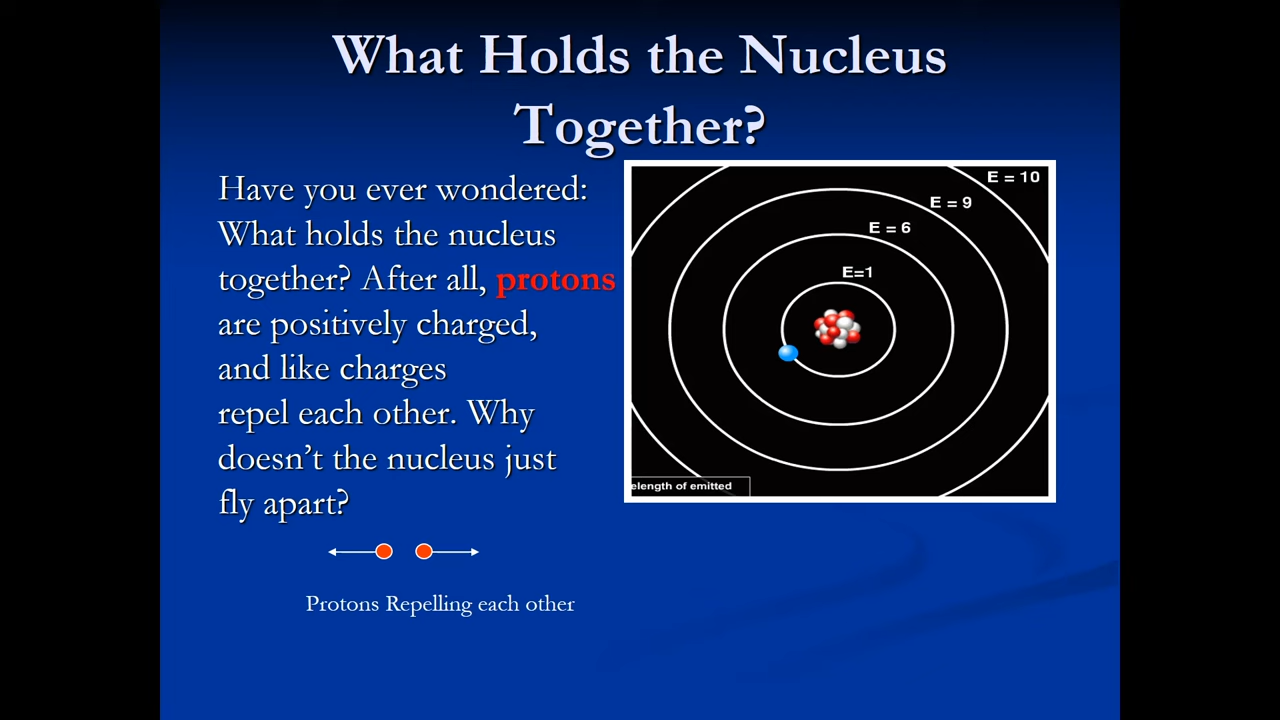 What Holds the Nucleus
Together?
Have you ever wondered:
What holds the nucleus
together? After all, protons
are positively charged,
and like charges
repel each other. Why
doesn’t the nucleus just
fly apart?
E = 10
E = 9
E = 6
E=1
elength of emitted
Protons Repelling each other